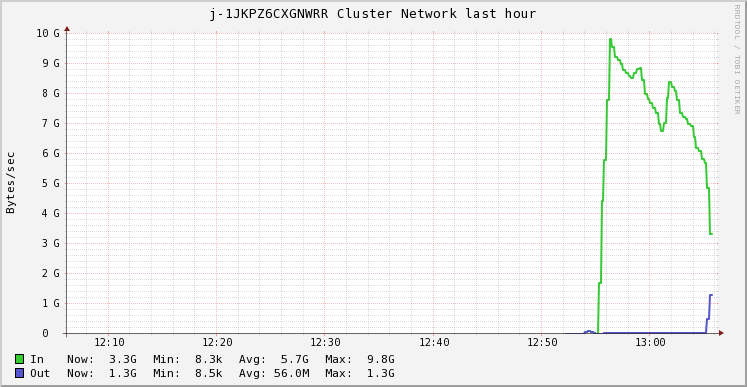 j-1JKPZ6CXGNWRR Cluster Network last hour
RRDTOOL / TOBI OETIKER
Bytes/sec
10 G
9 G
8 G
7 G
6 G
5 G
4 G
3 G
2 G
1 G
0
12:10 12:20 12:30 12:40 12:50 13:00
In Now: 3.3G Min: 8.3k Avg: 5.7G Max: 9.8G
Out Now: 1.3G Min: 8.5k Avg: 56.0M Max: 1.3G